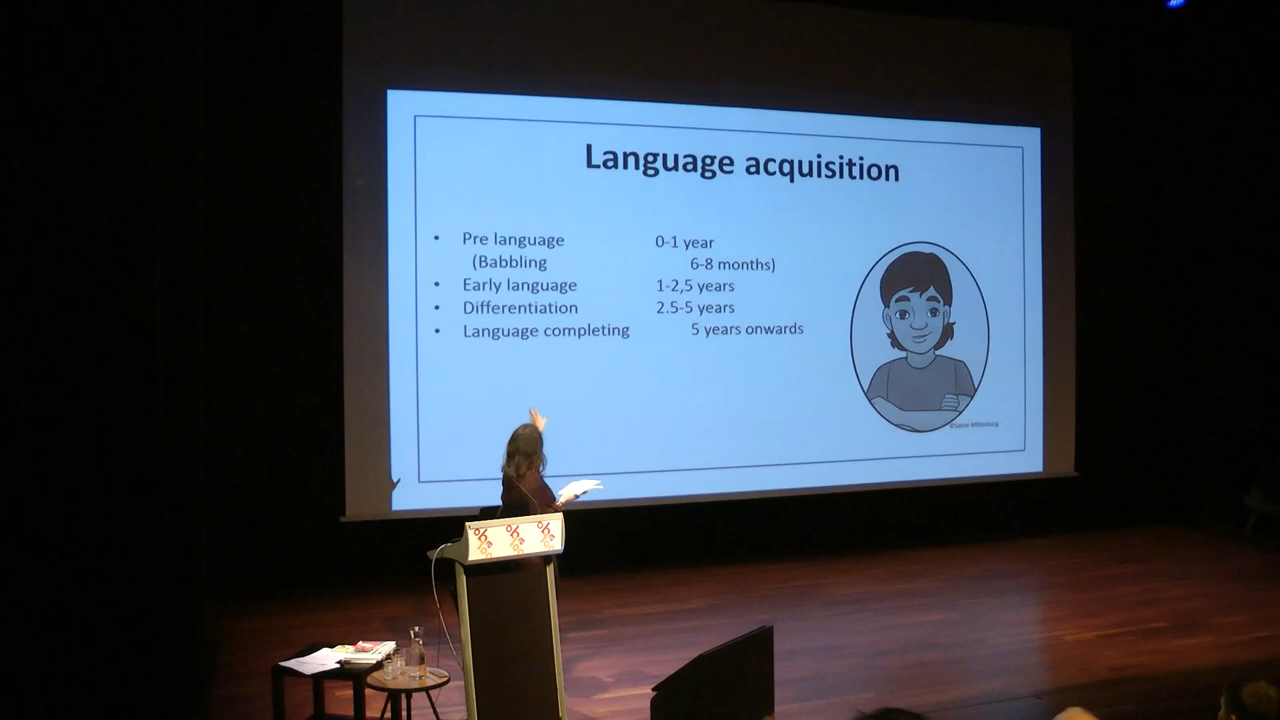 Language acquisition
• Pre language 0-1 year
(Babbling 6-8 months)
• Early language 1-2,5 years
• Differentiation 2.5-5 years
• Language completing 5 years onwards